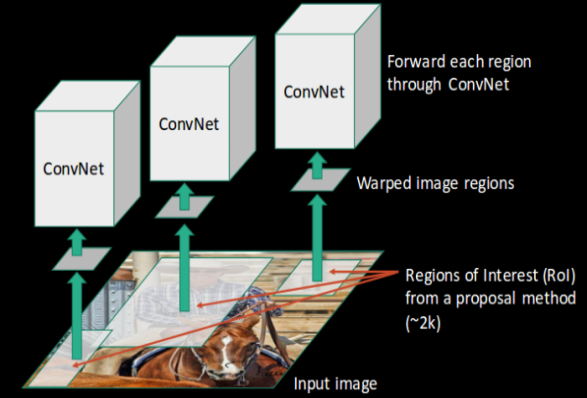 Forward each region
through ConvNet
ConvNet
ConvNet
ConvNet
Warped image regions
Regions of Interest (RoI)
from a proposal method
(~2k)
Input image